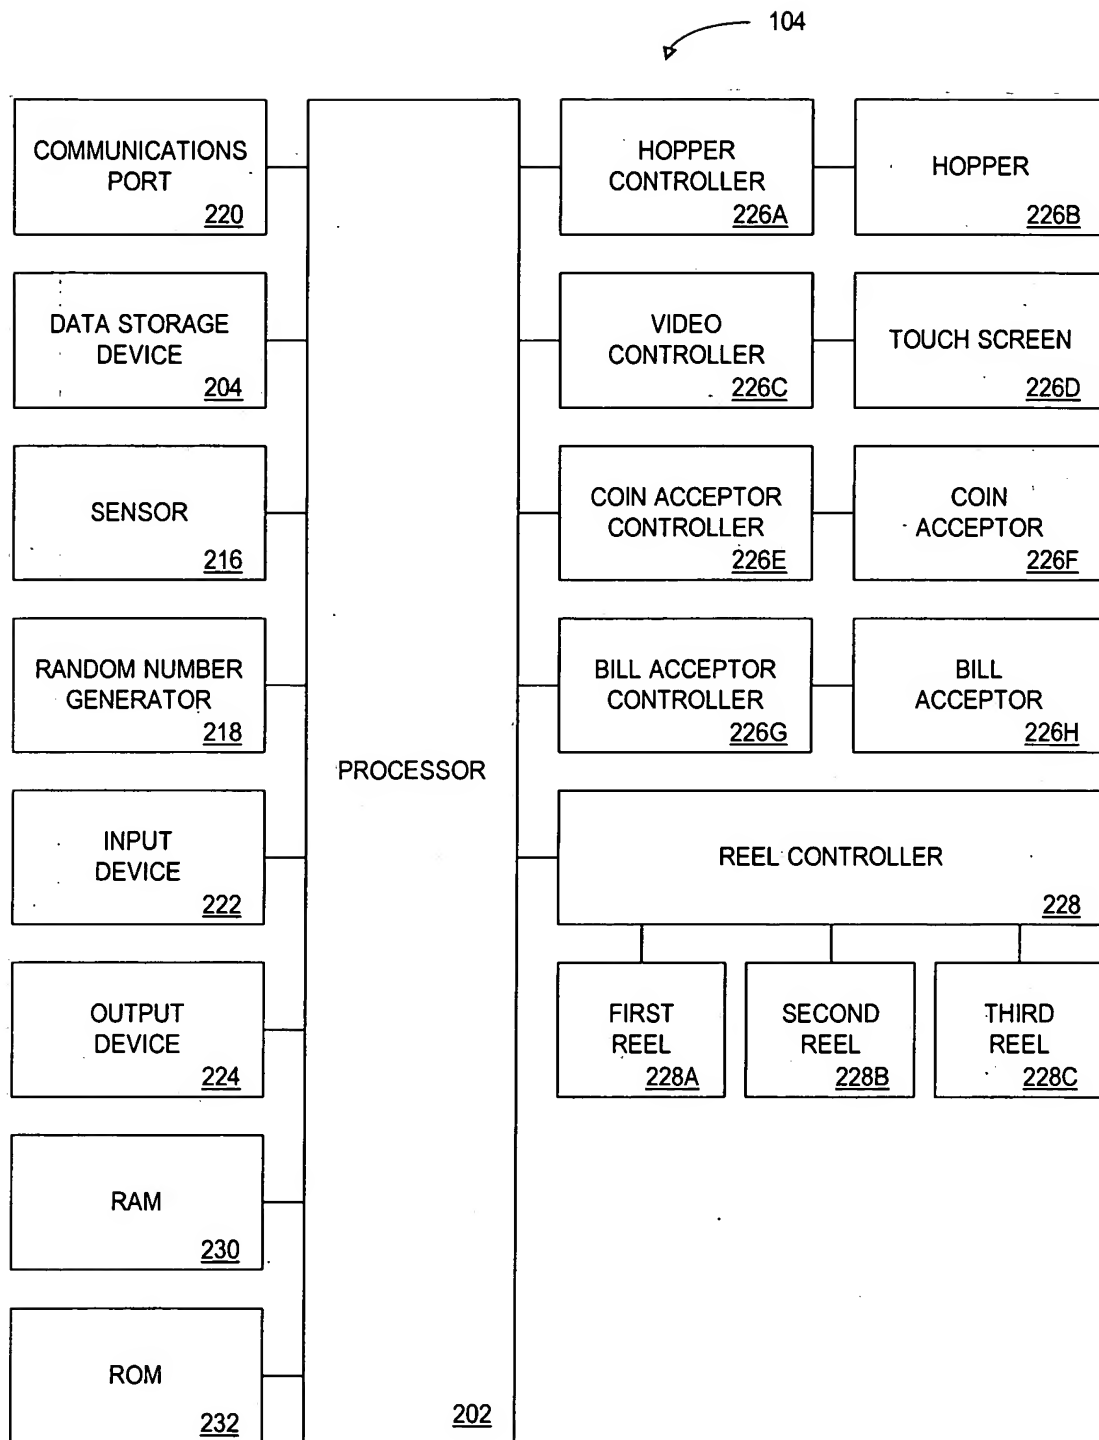 104
COMMUNICATIONS
PORT
220
HOPPER
CONTROLLER
226A
HOPPER
226B
DATA STORAGE
DEVICE
204
VIDEO
CONTROLLER
226C
TOUCH SCREEN
226D
SENSOR
216
COIN ACCEPTOR
CONTROLLER
226E
COIN
ACCEPTOR
226F
RANDOM NUMBER
GENERATOR
218
BILL ACCEPTOR
CONTROLLER
226G
BILL
ACCEPTOR
226H
PROCESSOR
202
INPUT
DEVICE
222
REEL CONTROLLER
228
OUTPUT
DEVICE
224
FIRST
REEL
228A
SECOND
REEL
228B
THIRD
REEL
228C
RAM
230
ROM
232